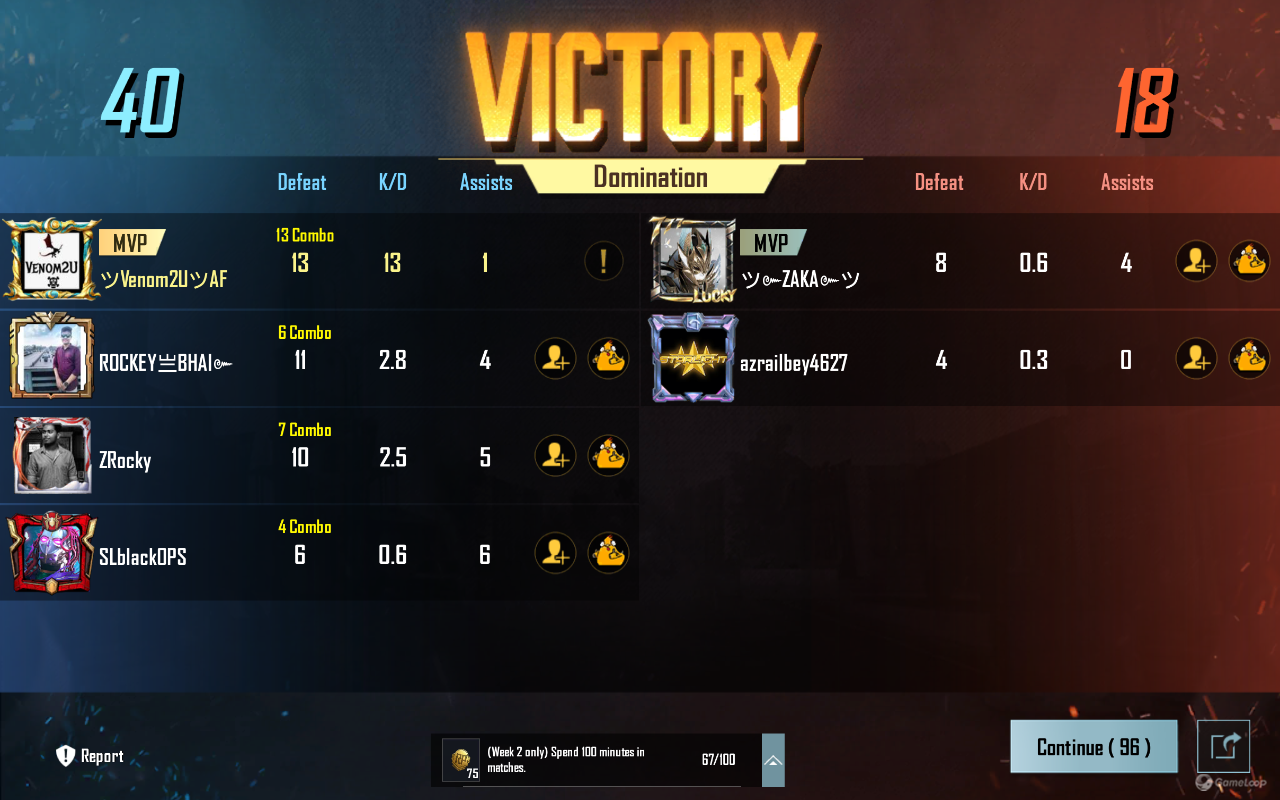 VICTORY
40
18
Domination
Defeat K/D Assists
Defeat K/D Assists
MVP
13 Combo
ツVenom2UツAF 13 13 1
VENOM2U
MVP
ツ๛ZAKA๛ツ 8 0.6 4
LUCKY
6 Combo
ROCKEY亗BHAI๛ 11 2.8 4
azrailbey4627 4 0.3 0
7 Combo
ZRocky 10 2.5 5
4 Combo
SLblackOPS 6 0.6 6
Report
75
(Week 2 only) Spend 100 minutes in
matches.
67/100
Continue ( 96 )
GameLoop